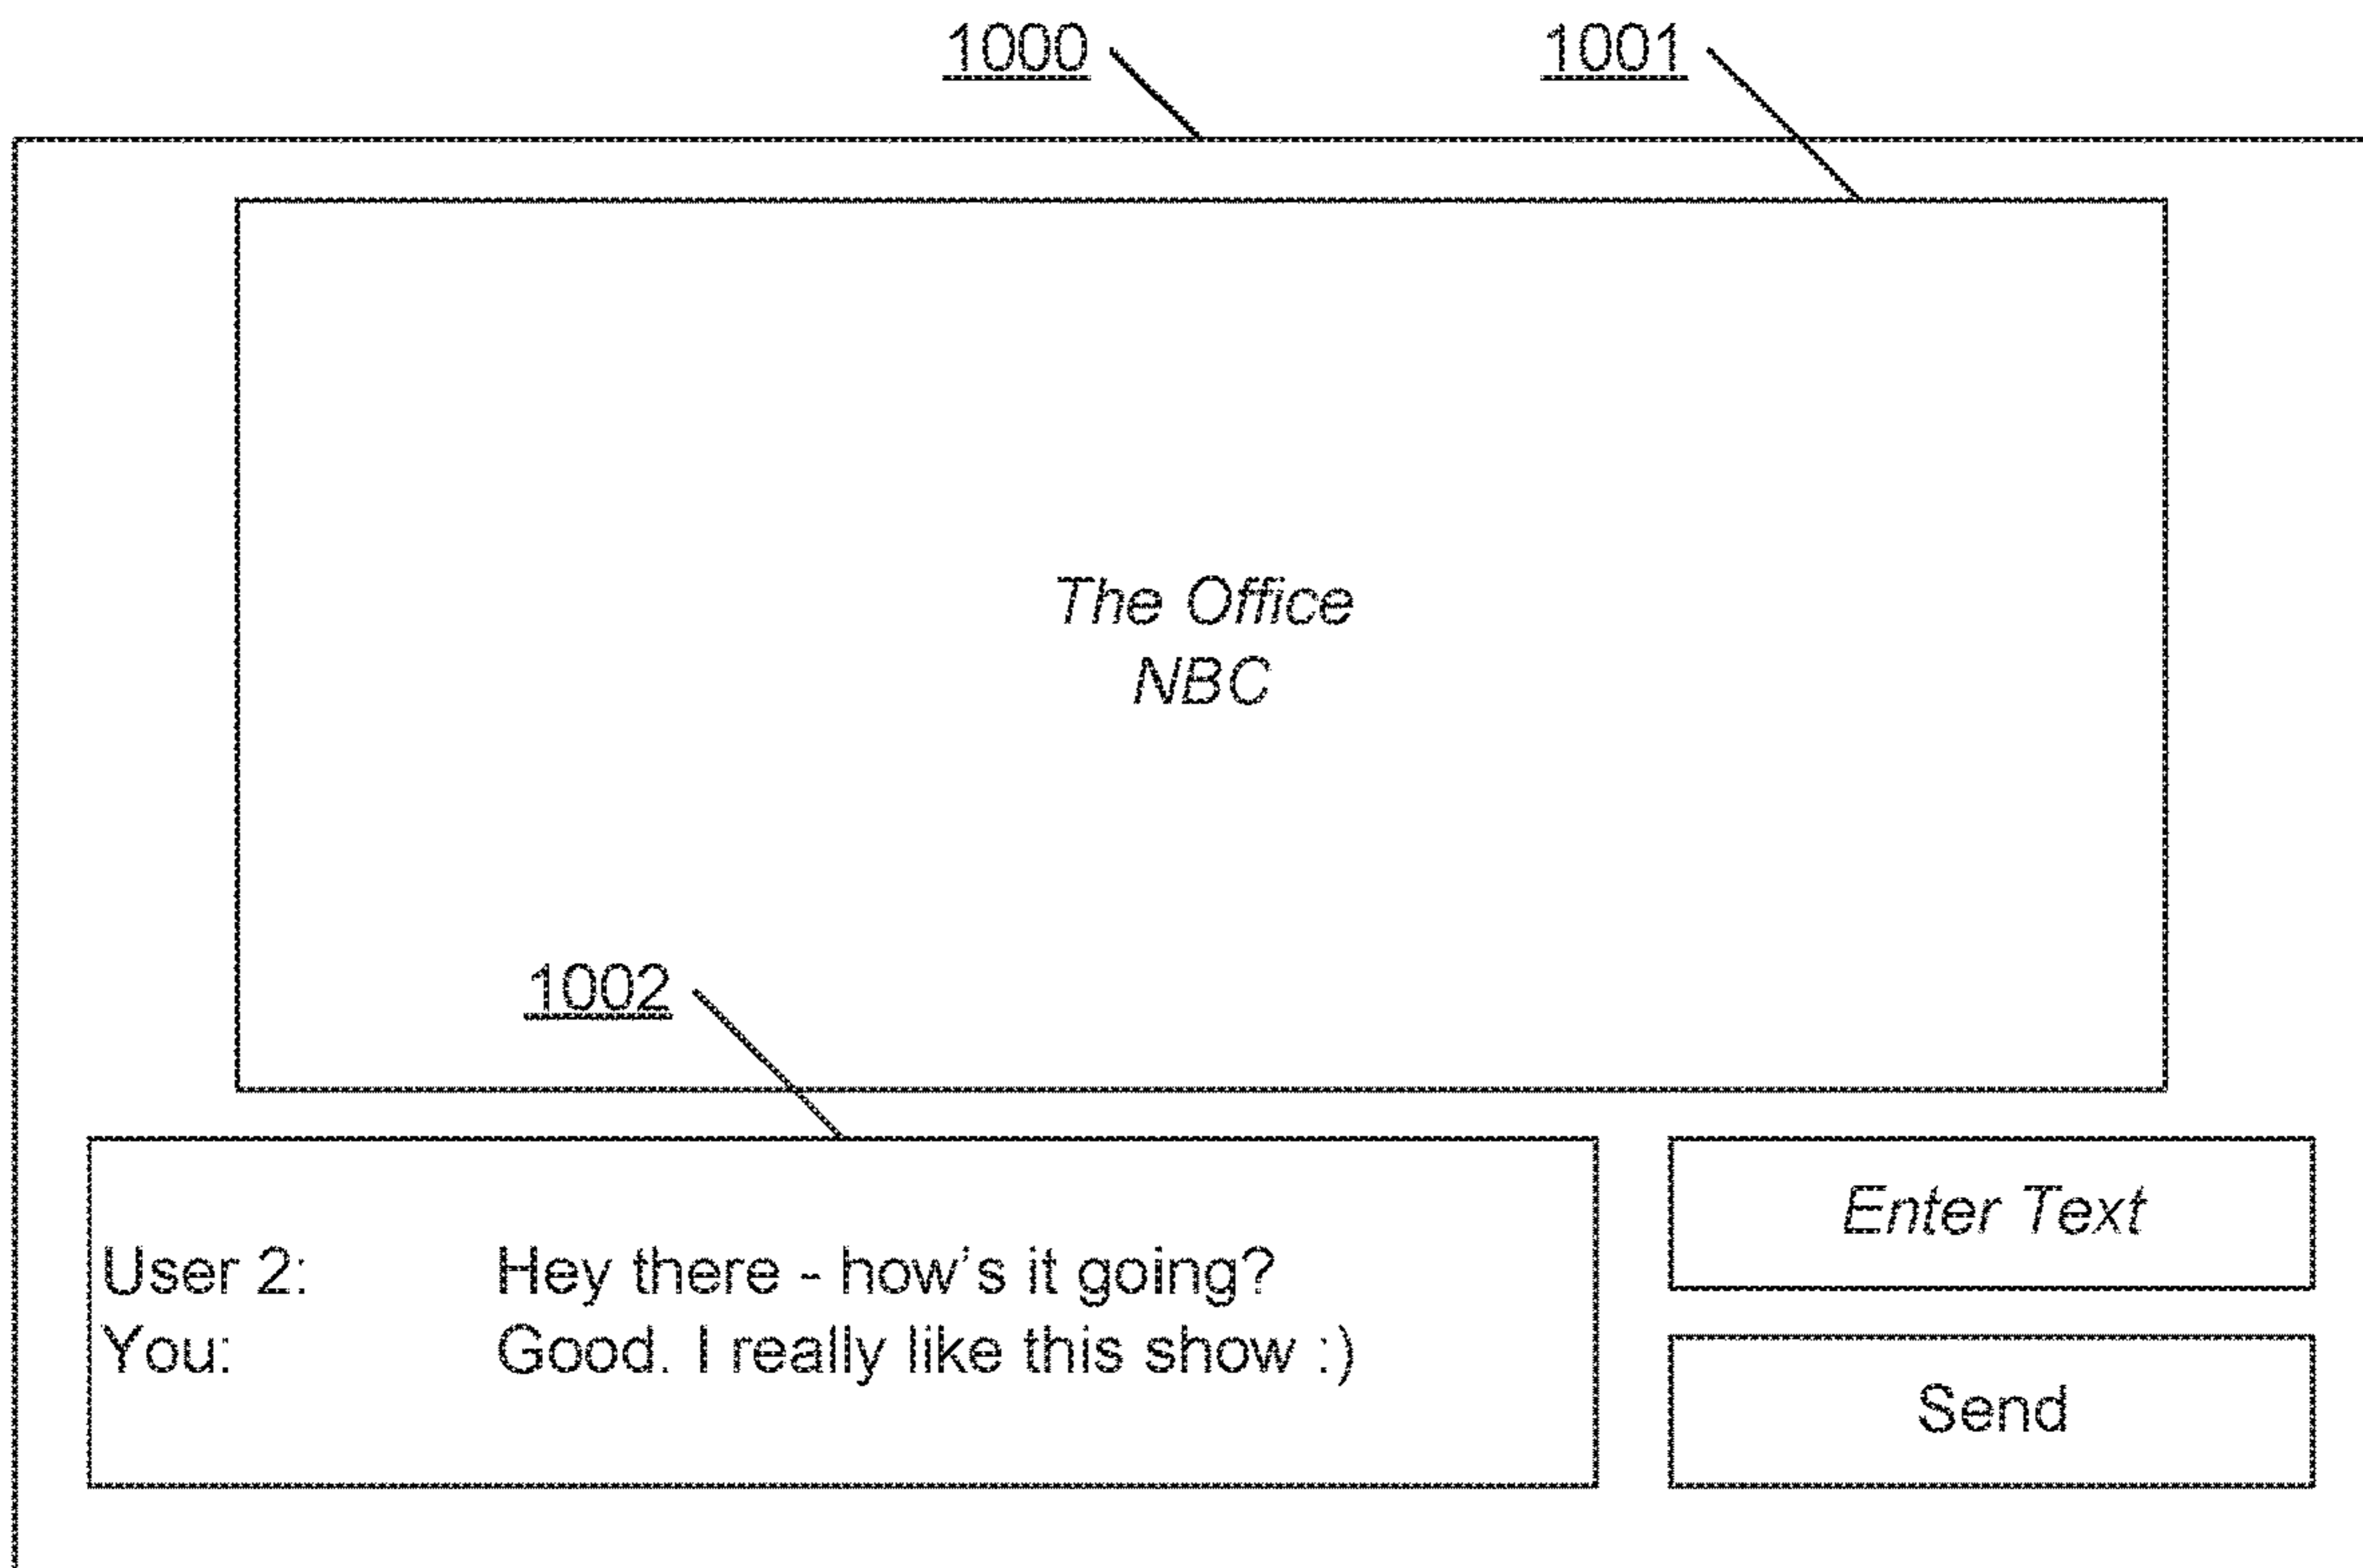 1000 1001
The Office
NBC
1002
Enter Text
User 2: Hey there - how's it going?
You: Good. I really like this show :)
Send